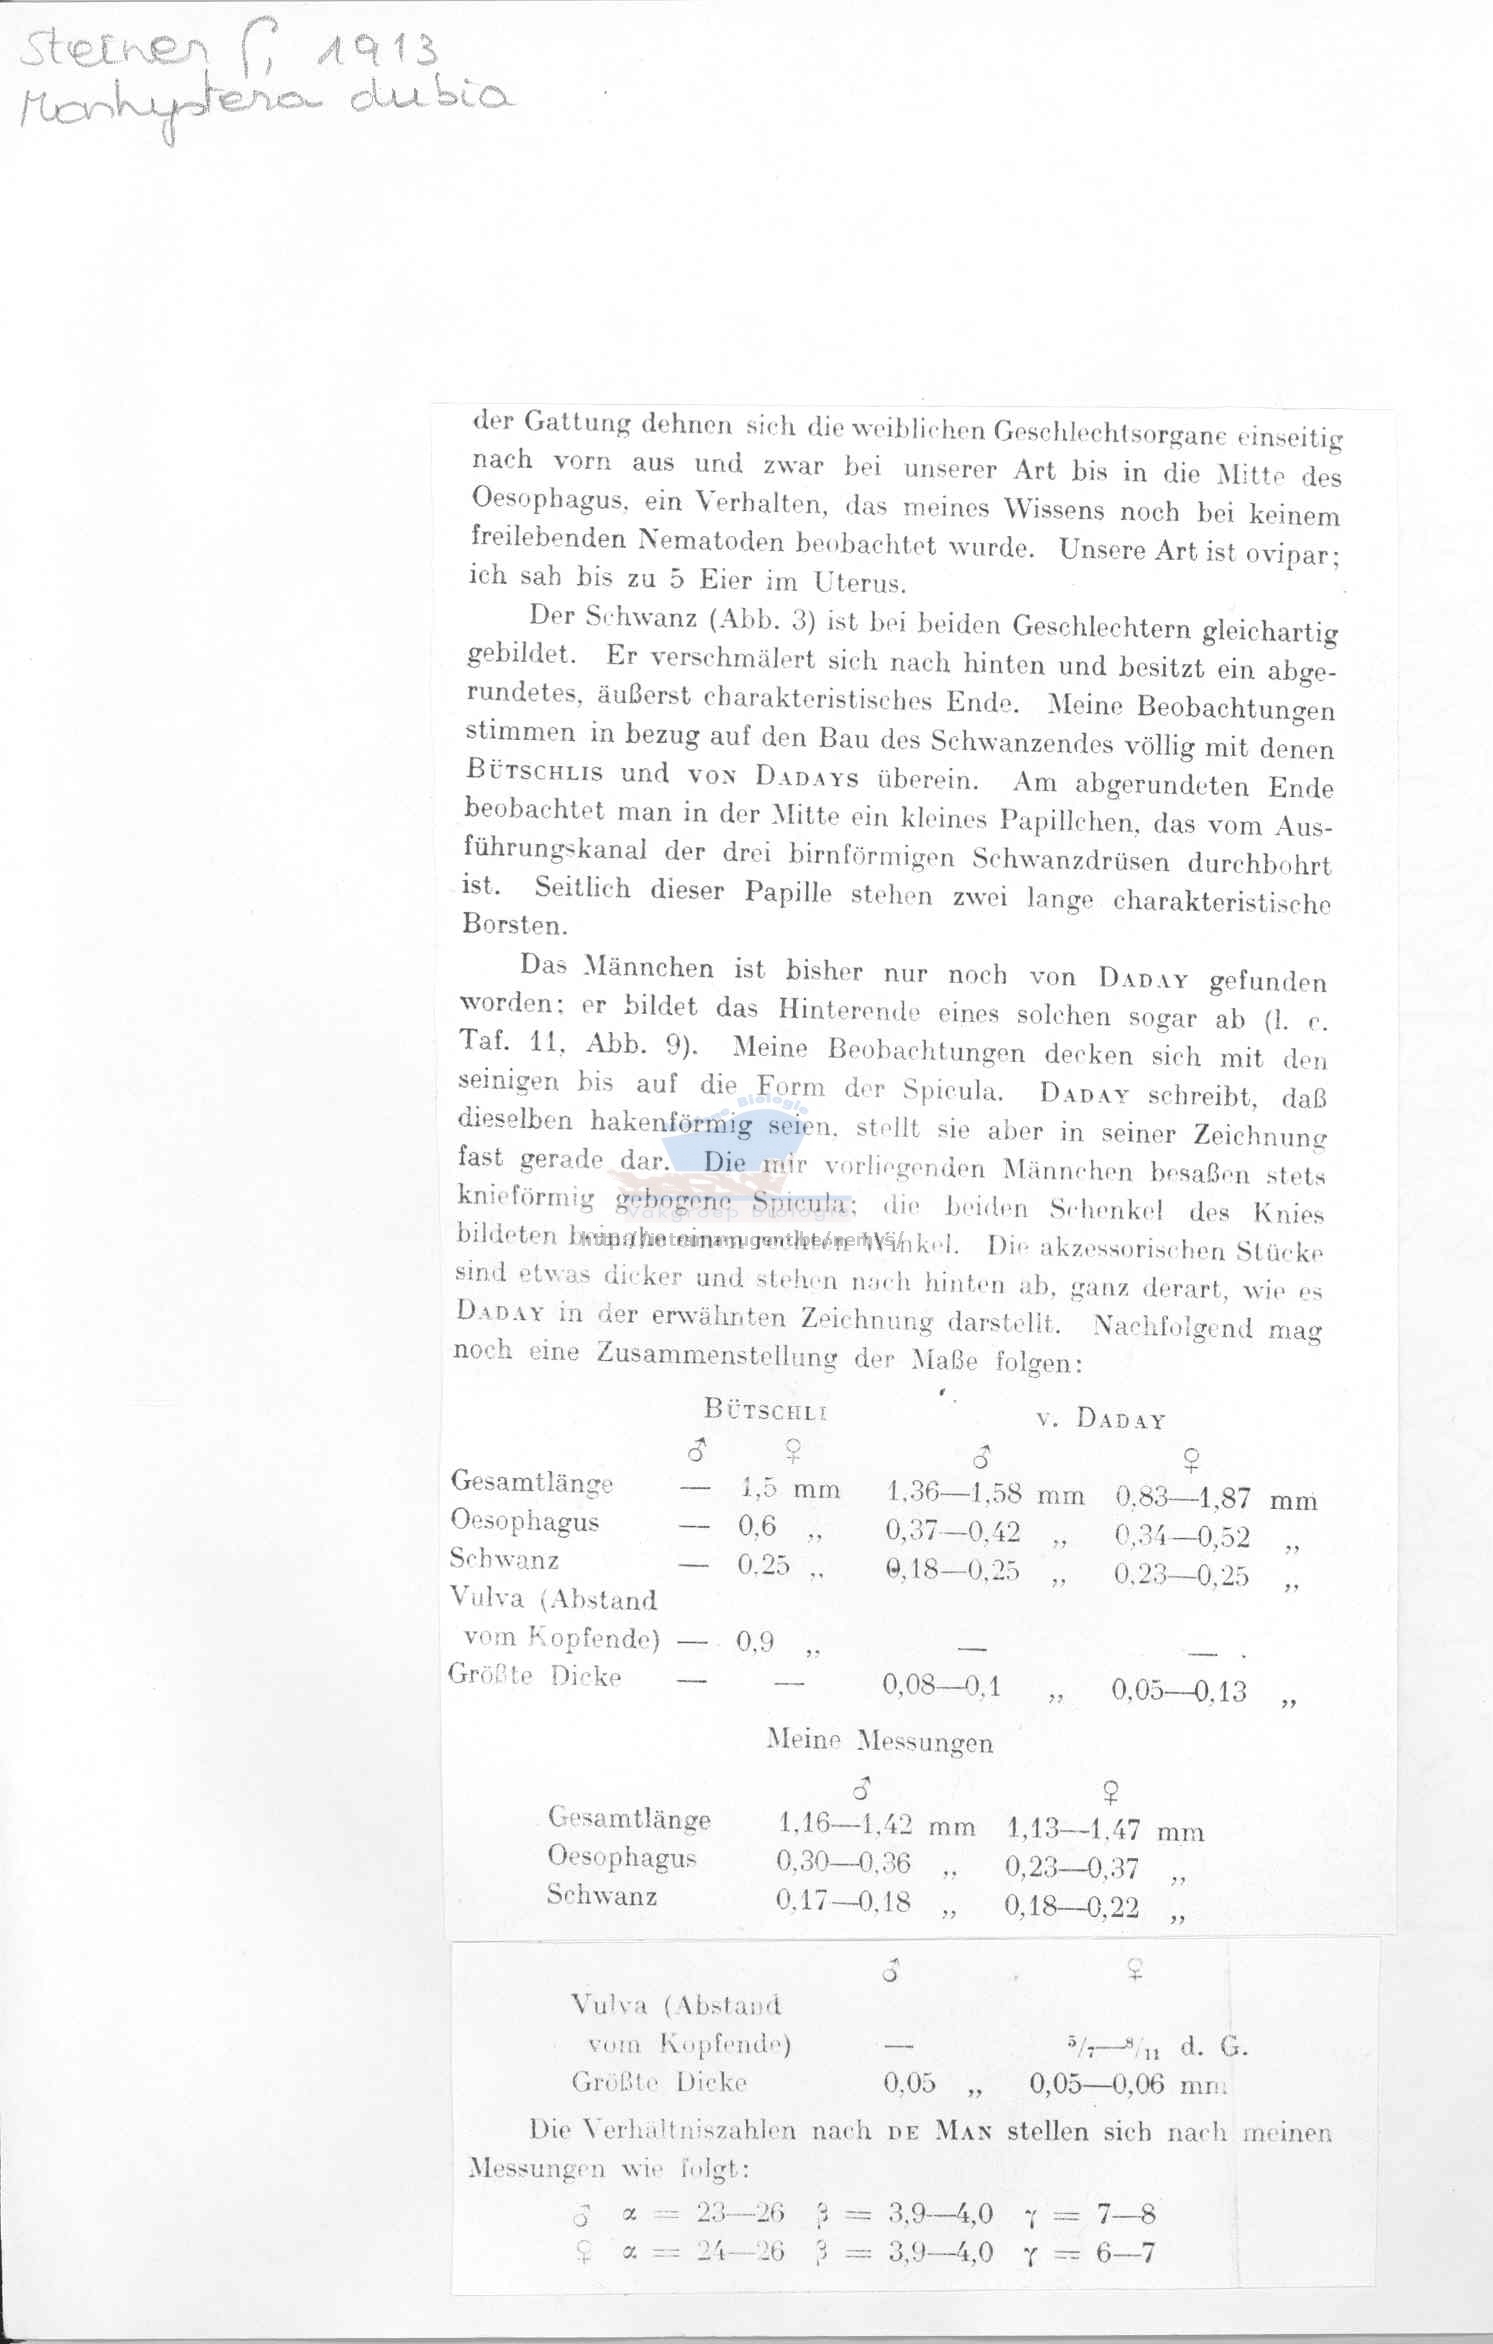 Steiner G, 1913
Monhystera dubia
der Gattung dehnen sich die weiblichen Geschlechtsorgane einseitig
nach vorn aus und zwar bei unserer Art bis in die Mitte des
Oesophagus, ein Verhalten, das meines Wissens noch bei keinem
freilebenden Nematoden beobachtet wurde. Unsere Art ist ovipar;
ich sah bis zu 5 Eier im Uterus.
Der Schwanz (Abb. 3) ist bei beiden Geschlechtern gleichartig
gebildet. Er verschmälert sich nach hinten und besitzt ein abge-
rundetes, äußerst charakteristisches Ende. Meine Beobachtungen
stimmen in bezug auf den Bau des Schwanzendes völlig mit denen
BÜTSCHLIS und VON DADAYS überein. Am abgerundeten Ende
beobachtet man in der Mitte ein kleines Papillchen, das vom Aus-
führungskanal der drei birnförmigen Schwanzdrüsen durchbohrt
ist. Seitlich dieser Papille stehen zwei lange charakteristische
Borsten.
Das Männchen ist bisher nur noch von DADAY gefunden
worden; er bildet das Hinterende eines solchen sogar ab (l. c.
Taf. 11, Abb. 9). Meine Beobachtungen decken sich mit den
seinigen bis auf die Form der Spicula. DADAY schreibt, daß
dieselben hakenförmig seien, stellt sie aber in seiner Zeichnung
fast gerade dar. Die mir vorliegenden Männchen besaßen stets
knieförmig gebogene Spicula; die beiden Schenkel des Knies
Vakgroep Biologie
bildeten beinahe einen rechten Winkel. Die akzessorischen Stücke
sind etwas dicker und stehen nach hinten ab, ganz derart, wie es
DADAY in der erwähnten Zeichnung darstellt. Nachfolgend mag
noch eine Zusammenstellung der Maße folgen:
BÜTSCHLI v. DADAY
♂ ♀ ♂ ♀
Gesamtlänge — 1,5 mm 1,36—1,58 mm 0,83—1,87 mm
Oesophagus — 0,6 „ 0,37—0,42 „ 0,34—0,52 „
Schwanz — 0,25 „ 0,18—0,25 „ 0,23—0,25 „
Vulva (Abstand
vom Kopfende) — 0,9 „ — —
Größte Dicke — — 0,08—0,1 „ 0,05—0,13 „
Meine Messungen
♂ ♀
Gesamtlänge 1,16—1,42 mm 1,13—1,47 mm
Oesophagus 0,30—0,36 „ 0,23—0,37 „
Schwanz 0,17—0,18 „ 0,18—0,22 „
♂ ♀
Vulva (Abstand
vom Kopfende) — 5/7—8/11 d. G.
Größte Dicke 0,05 „ 0,05—0,06 mm
Die Verhältniszahlen nach DE MAN stellen sich nach meinen
Messungen wie folgt:
♂ α = 23—26 β = 3,9—4,0 γ = 7—8
♀ α = 24—26 β = 3,9—4,0 γ = 6—7